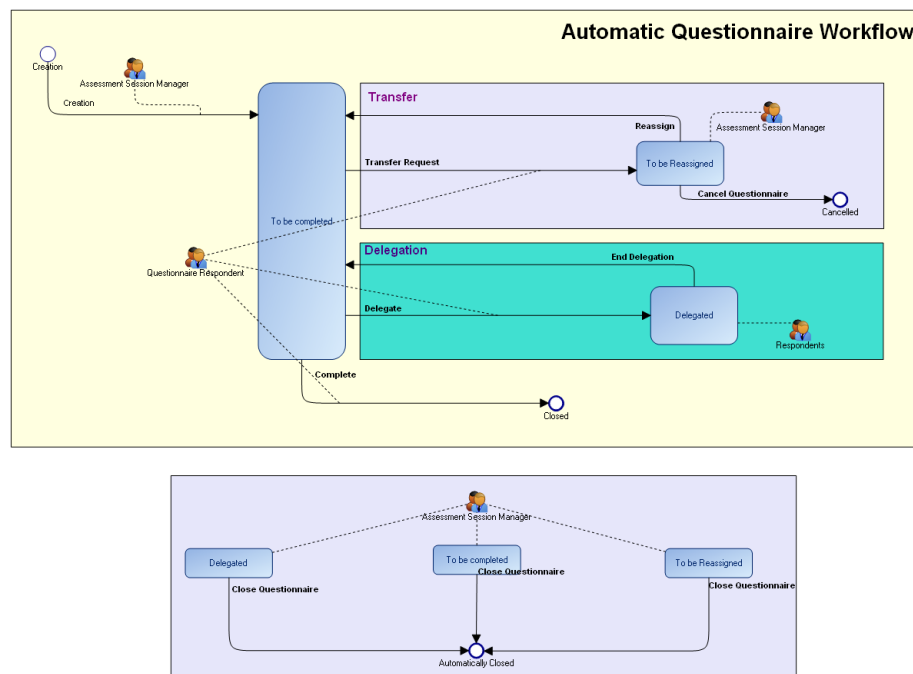 Automatic Questionnaire Workflow
Creation
Assessment Session Manager
Creation
Transfer
Reassign
Assessment Session Manager
Transfer Request
To be Reassigned
Cancel Questionnaire
Cancelled
To be completed
Questionnaire Respondent
Delegation
End Delegation
Delegate
Delegated
Respondents
Complete
Closed
Assessment Session Manager
Delegated
To be completed
To be Reassigned
Close Questionnaire
Close Questionnaire
Close Questionnaire
Automatically Closed